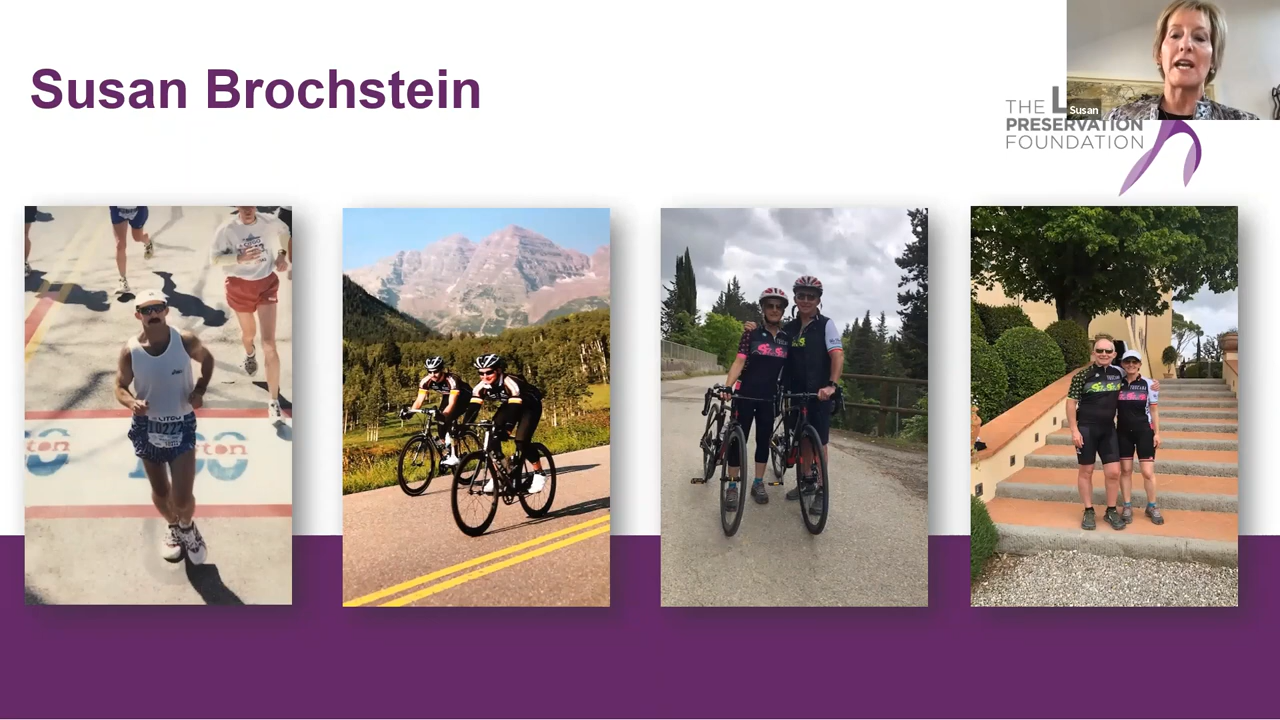 Susan Brochstein
Susan
THE L
PRESERVATION
FOUNDATION